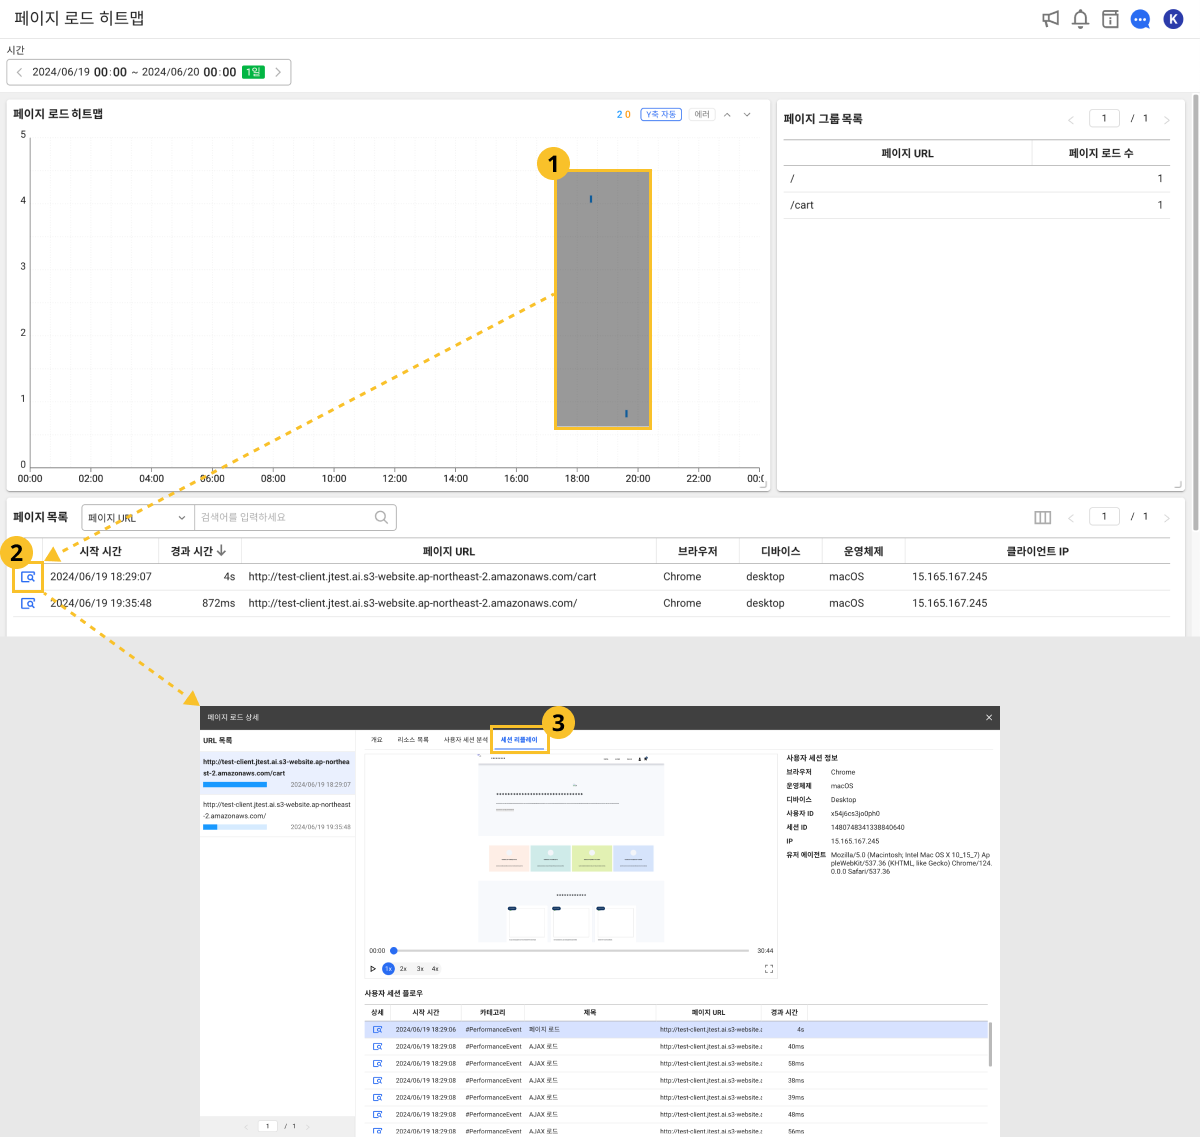 페이지 로드 히트맵
K
시간
2024/06/19 00:00 ~ 2024/06/20 00:00 1일
페이지 로드 히트맵
2 0 Y축 자동 에러
5
4
3
2
1
0
00:00 02:00 04:00 06:00 08:00 10:00 12:00 14:00 16:00 18:00 20:00 22:00 00:(
1
페이지 그룹 목록
1 / 1
페이지 URL 페이지 로드 수
/ 1
/cart 1
페이지 목록 페이지 URL 검색어를 입력하세요 1 / 1
2
시작 시간 경과 시간 페이지 URL 브라우저 디바이스 운영체제 클라이언트 IP
2024/06/19 18:29:07 4s http://test-client.jtest.ai.s3-website.ap-northeast-2.amazonaws.com/cart Chrome desktop macOS 15.165.167.245
2024/06/19 19:35:48 872ms http://test-client.jtest.ai.s3-website.ap-northeast-2.amazonaws.com/ Chrome desktop macOS 15.165.167.245
페이지 로드 상세
3
URL 목록
http://test-client.jtest.ai.s3-website.ap-northea
st-2.amazonaws.com/cart
2024/06/19 18:29:07
http://test-client.jtest.ai.s3-website.ap-northeast
-2.amazonaws.com/
2024/06/19 19:35:48
1 / 1
개요 리소스 목록 사용자 세션 분석 세션 리플레이
00:00 30:44
1x 2x 3x 4x
사용자 세션 정보
브라우저 Chrome
운영체제 macOS
디바이스 Desktop
사용자 ID x54j6cs3jo0ph0
세션 ID 1480748341338840640
IP 15.165.167.245
유저 에이전트 Mozilla/5.0 (Macintosh; Intel Mac OS X 10_15_7) Ap
pleWebKit/537.36 (KHTML, like Gecko) Chrome/124.
0.0.0 Safari/537.36
사용자 세션 플로우
상세 시작 시간 카테고리 제목 페이지 URL 경과 시간
2024/06/19 18:29:06 #PerformanceEvent 페이지 로드 http://test-client.jtest.ai.s3-website.a 4s
2024/06/19 18:29:08 #PerformanceEvent AJAX 로드 http://test-client.jtest.ai.s3-website.a 40ms
2024/06/19 18:29:08 #PerformanceEvent AJAX 로드 http://test-client.jtest.ai.s3-website.a 58ms
2024/06/19 18:29:08 #PerformanceEvent AJAX 로드 http://test-client.jtest.ai.s3-website.a 38ms
2024/06/19 18:29:08 #PerformanceEvent AJAX 로드 http://test-client.jtest.ai.s3-website.a 39ms
2024/06/19 18:29:08 #PerformanceEvent AJAX 로드 http://test-client.jtest.ai.s3-website.a 48ms
2024/06/19 18:29:08 #PerformanceEvent AJAX 로드 http://test-client.jtest.ai.s3-website.a 56ms